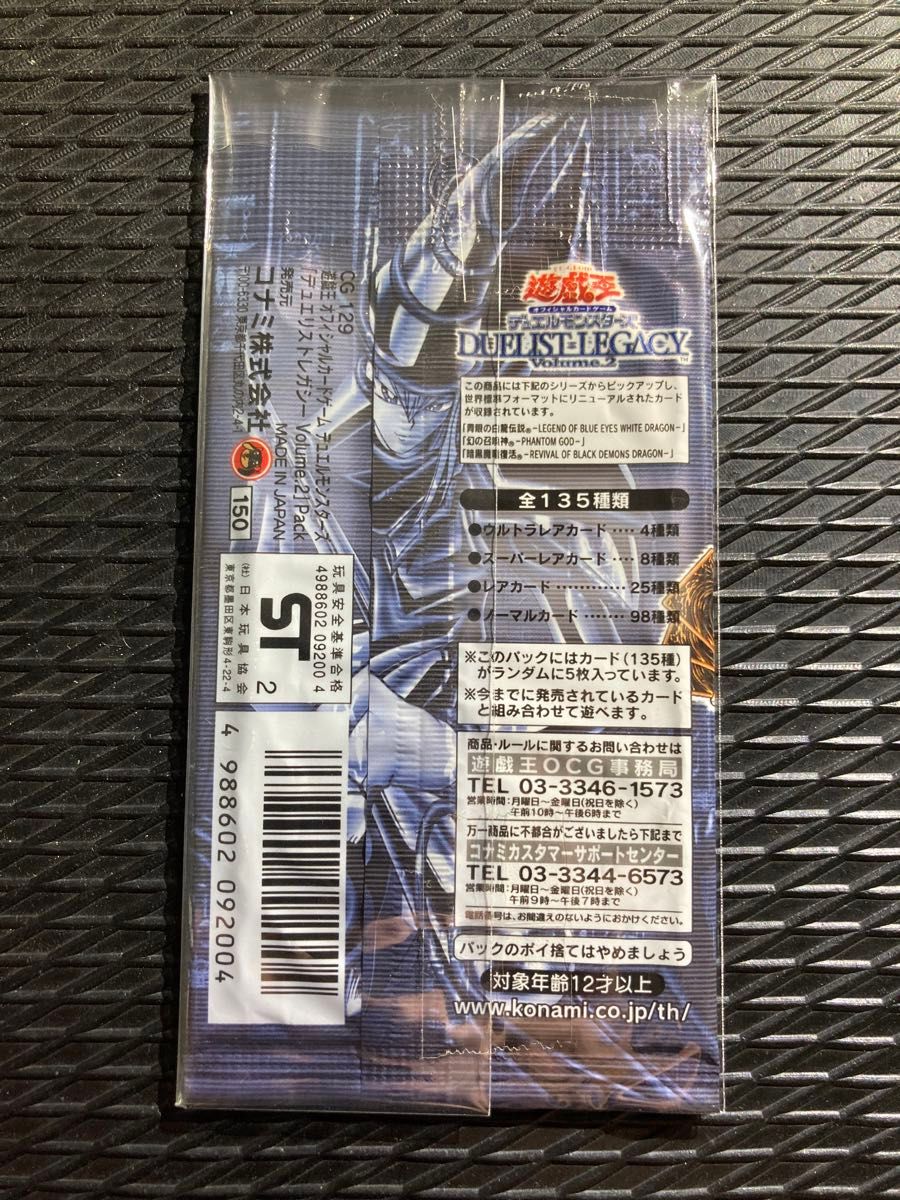 遊戯王
オフィシャルカードゲーム
デュエルモンスターズ
DUELIST-LEGACY™
Volume.2
この商品には下記のシリーズからピックアップし、
世界標準フォーマットにリニューアルされたカード
が収録されています。
「青眼の白龍伝説®-LEGEND OF BLUE EYES WHITE DRAGON-」
「幻の召喚神®-PHANTOM GOD-」
「暗黒魔竜復活®-REVIVAL OF BLACK DEMONS DRAGON-」
全135種類
●ウルトラレアカード‥‥4種類
●スーパーレアカード‥‥8種類
●レアカード‥‥‥‥‥25種類
●ノーマルカード‥‥‥98種類
※このパックにはカード(135種)
がランダムに5枚入っています。
※今までに発売されているカード
と組み合わせて遊べます。
商品・ルールに関するお問い合わせは
遊戯王OCG事務局
TEL 03-3346-1573
営業時間:月曜日〜金曜日(祝日を除く)
午前10時〜午後6時まで
万一商品に不都合がございましたら下記まで
コナミカスタマーサポートセンター
TEL 03-3344-6573
営業時間:月曜日〜金曜日(祝日を除く)
午前9時〜午後7時まで
電話番号は、お間違えのないようにおかけください。
パックのポイ捨てはやめましょう
対象年齢12才以上
www.konami.co.jp/th/
CG 129
遊戯王 オフィシャルカードゲーム デュエルモンスターズ
「デュエリストレガシー Volume.2」Pack
発売元
コナミ株式会社
MADE IN JAPAN
150
玩具安全基準合格
4988602 09200 4
ST
2
(社)日本玩具協会
東京都墨田区東駒形4-22-4
4 988602 092004